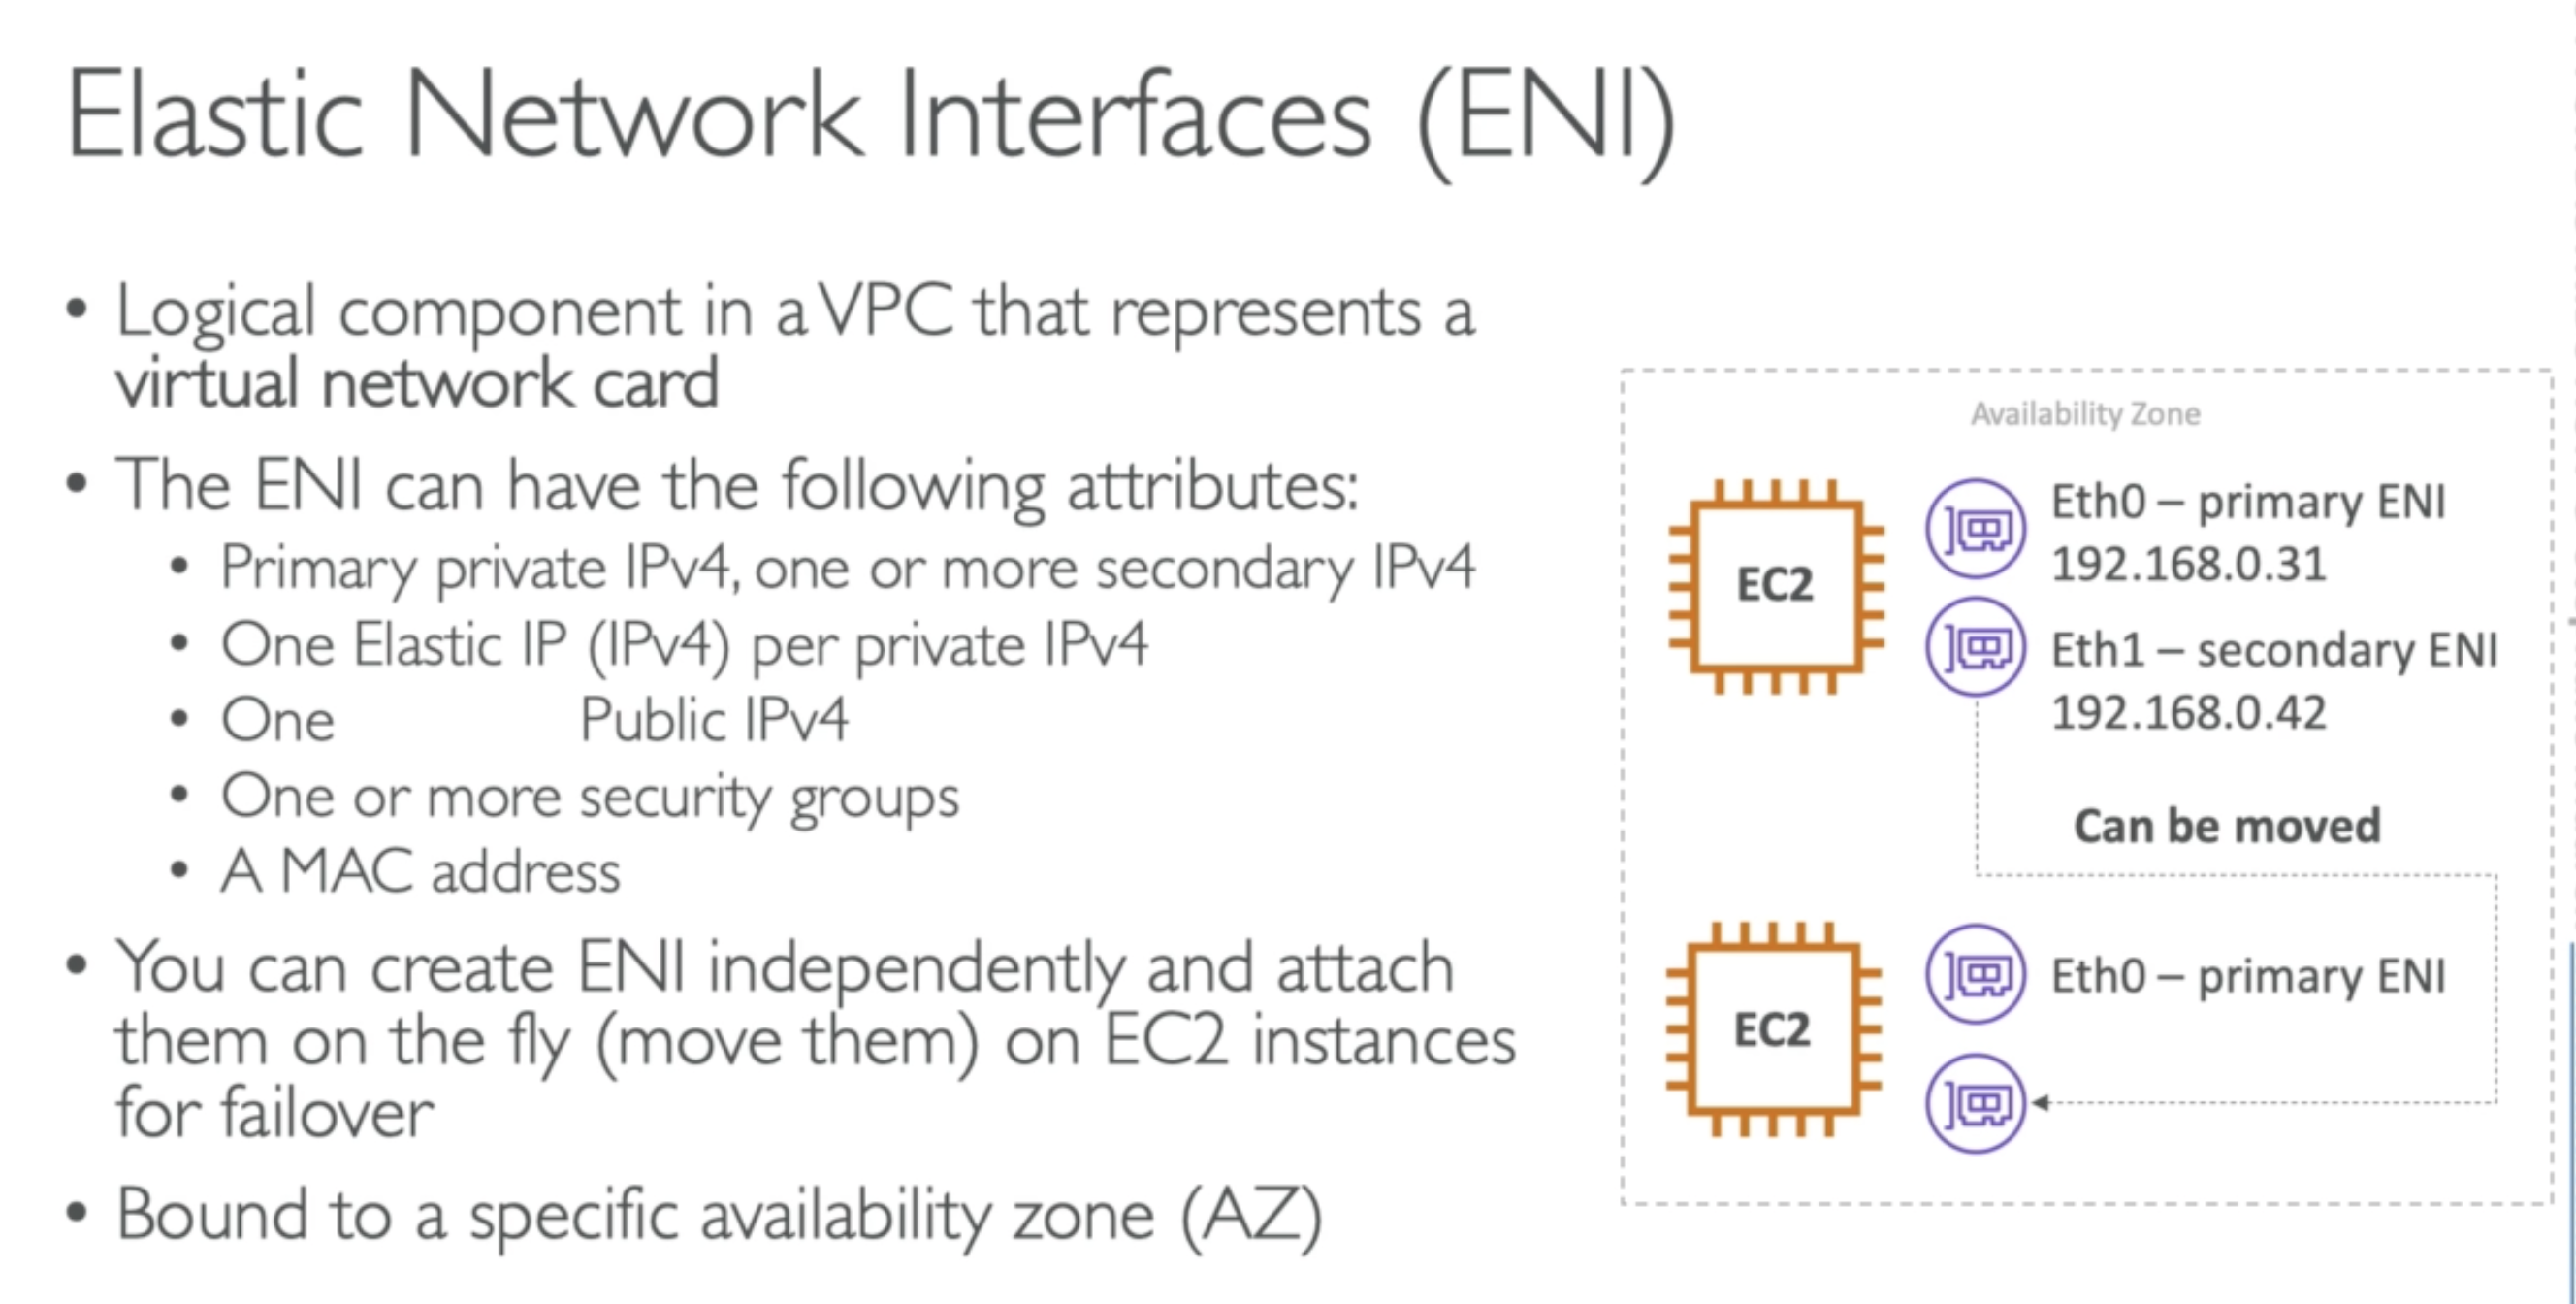 Elastic Network Interfaces (ENI)
• Logical component in a VPC that represents a
virtual network card
• The ENI can have the following attributes:
• Primary private IPv4, one or more secondary IPv4
• One Elastic IP (IPv4) per private IPv4
• One Public IPv4
• One or more security groups
• A MAC address
• You can create ENI independently and attach
them on the fly (move them) on EC2 instances
for failover
• Bound to a specific availability zone (AZ)
Availability Zone
EC2
Eth0 – primary ENI
192.168.0.31
Eth1 – secondary ENI
192.168.0.42
Can be moved
EC2
Eth0 – primary ENI